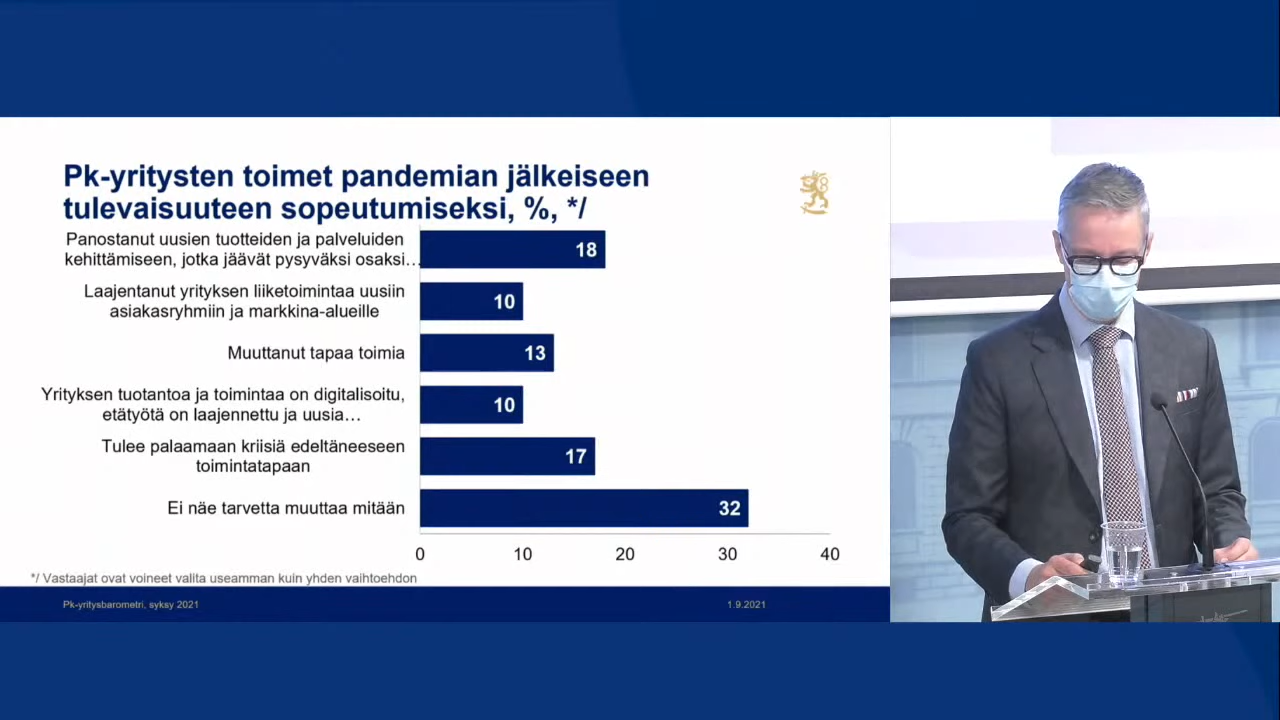 Pk-yritysten toimet pandemian jälkeiseen
tulevaisuuteen sopeutumiseksi, %, */
Panostanut uusien tuotteiden ja palveluiden
kehittämiseen, jotka jäävät pysyväksi osaksi…
18
Laajentanut yrityksen liiketoimintaa uusiin
asiakasryhmiin ja markkina-alueille
10
Muuttanut tapaa toimia
13
Yrityksen tuotantoa ja toimintaa on digitalisoitu,
etätyötä on laajennettu ja uusia…
10
Tulee palaamaan kriisiä edeltäneeseen
toimintatapaan
17
Ei näe tarvetta muuttaa mitään
32
0 10 20 30 40
*/ Vastaajat ovat voineet valita useamman kuin yhden vaihtoehdon
Pk-yritysbarometri, syksy 2021
1.9.2021